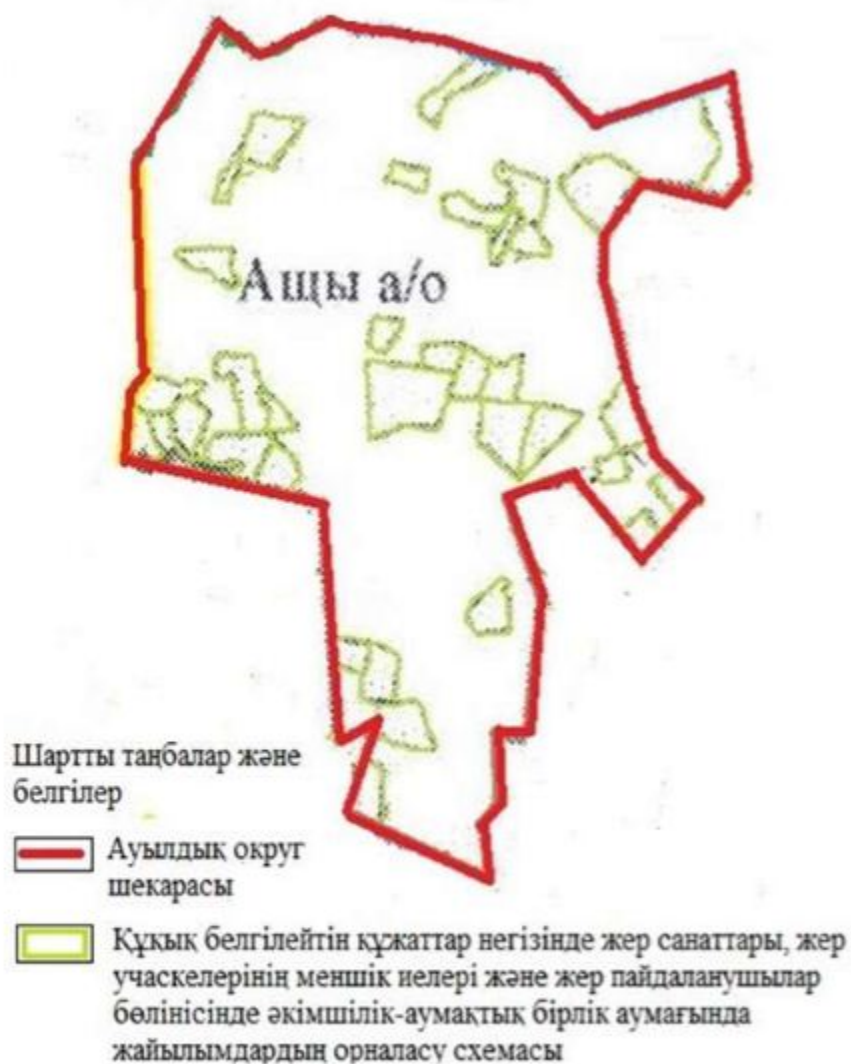 Ащы а/о
Шартты таңбалар және
белгілер
Ауылдық округ
шекарасы
Құқық белгілейтін құжаттар негізінде жер санаттары, жер
учаскелерінің меншік иелері және жер пайдаланушылар
бөлінісінде әкімшілік-аумақтық бірлік аумағында
жайылымдардың орналасу схемасы